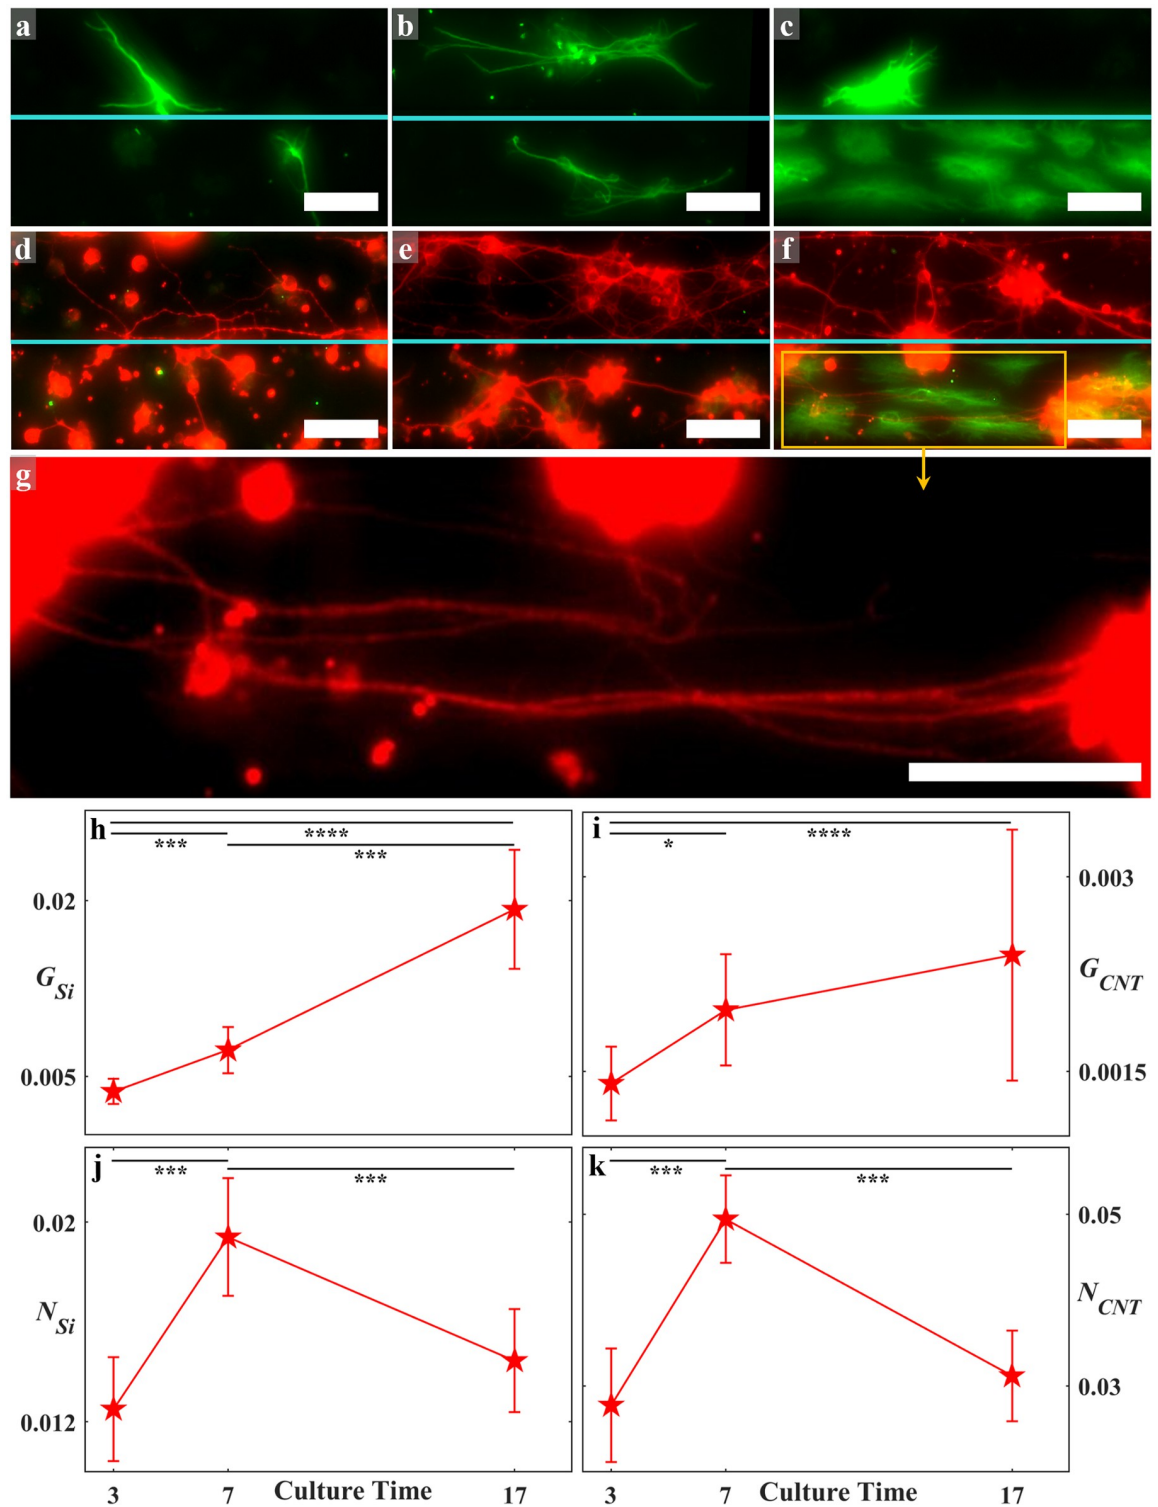 a
b
c
d
e
f
g
h
****
***
***
0.02
0.005
G_Si
i
****
*
0.003
0.0015
G_CNT
j
***
***
0.02
0.012
N_Si
k
***
***
0.05
0.03
N_CNT
3 7 Culture Time 17
3 7 Culture Time 17